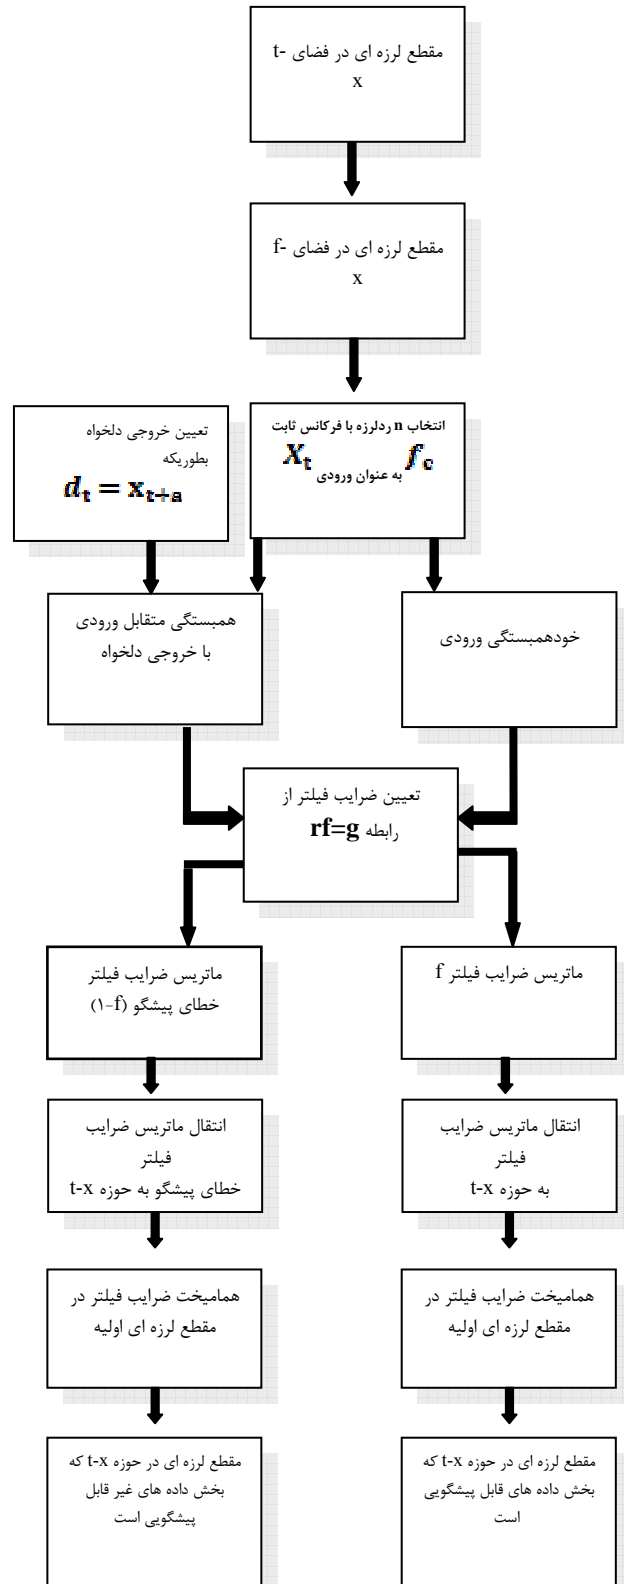 مقطع لرزه ای در فضای t-
x
مقطع لرزه ای در فضای f-
x
انتخاب n ردلرزه با فرکانس ثابت
f_c به عنوان ورودی X_t
تعیین خروجی دلخواه
بطوریکه
d_t = x_{t+a}
همبستگی متقابل ورودی
با خروجی دلخواه
خودهمبستگی ورودی
تعیین ضرایب فیلتر از
رابطه rf=g
ماتریس ضرایب فیلتر f
ماتریس ضرایب فیلتر
خطای پیشگو (۱-f)
انتقال ماتریس ضرایب
فیلتر
به حوزه t-x
انتقال ماتریس ضرایب
فیلتر
خطای پیشگو به حوزه t-x
همامیخت ضرایب فیلتر در
مقطع لرزه ای اولیه
همامیخت ضرایب فیلتر در
مقطع لرزه ای اولیه
مقطع لرزه ای در حوزه t-x که
بخش داده های قابل پیشگویی
است
مقطع لرزه ای در حوزه t-x که
بخش داده های غیر قابل
پیشگویی است